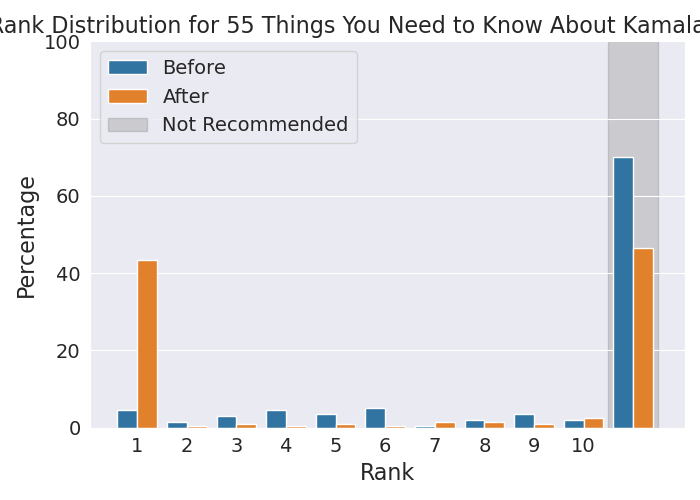 Rank Distribution for 55 Things You Need to Know About Kamala
100
80
60
40
20
0
Percentage
Before
After
Not Recommended
1 2 3 4 5 6 7 8 9 10
Rank